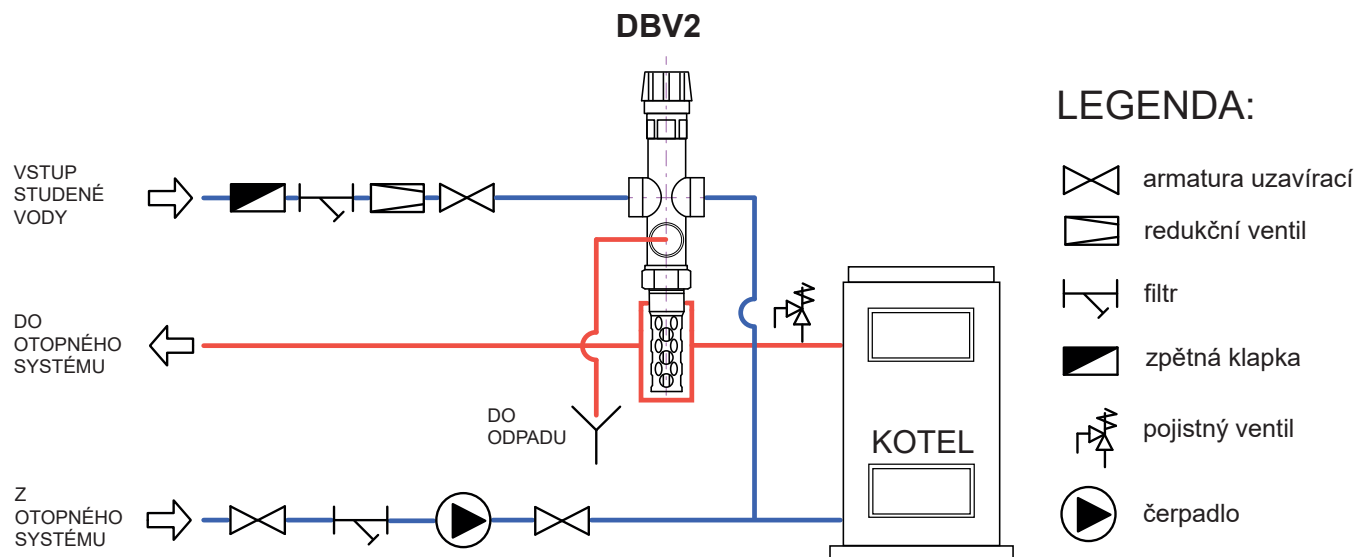 DBV2
VSTUP
STUDENÉ
VODY
DO
OTOPNÉHO
SYSTÉMU
DO
ODPADU
Z
OTOPNÉHO
SYSTÉMU
KOTEL
LEGENDA:
armatura uzavírací
redukční ventil
filtr
zpětná klapka
pojistný ventil
čerpadlo